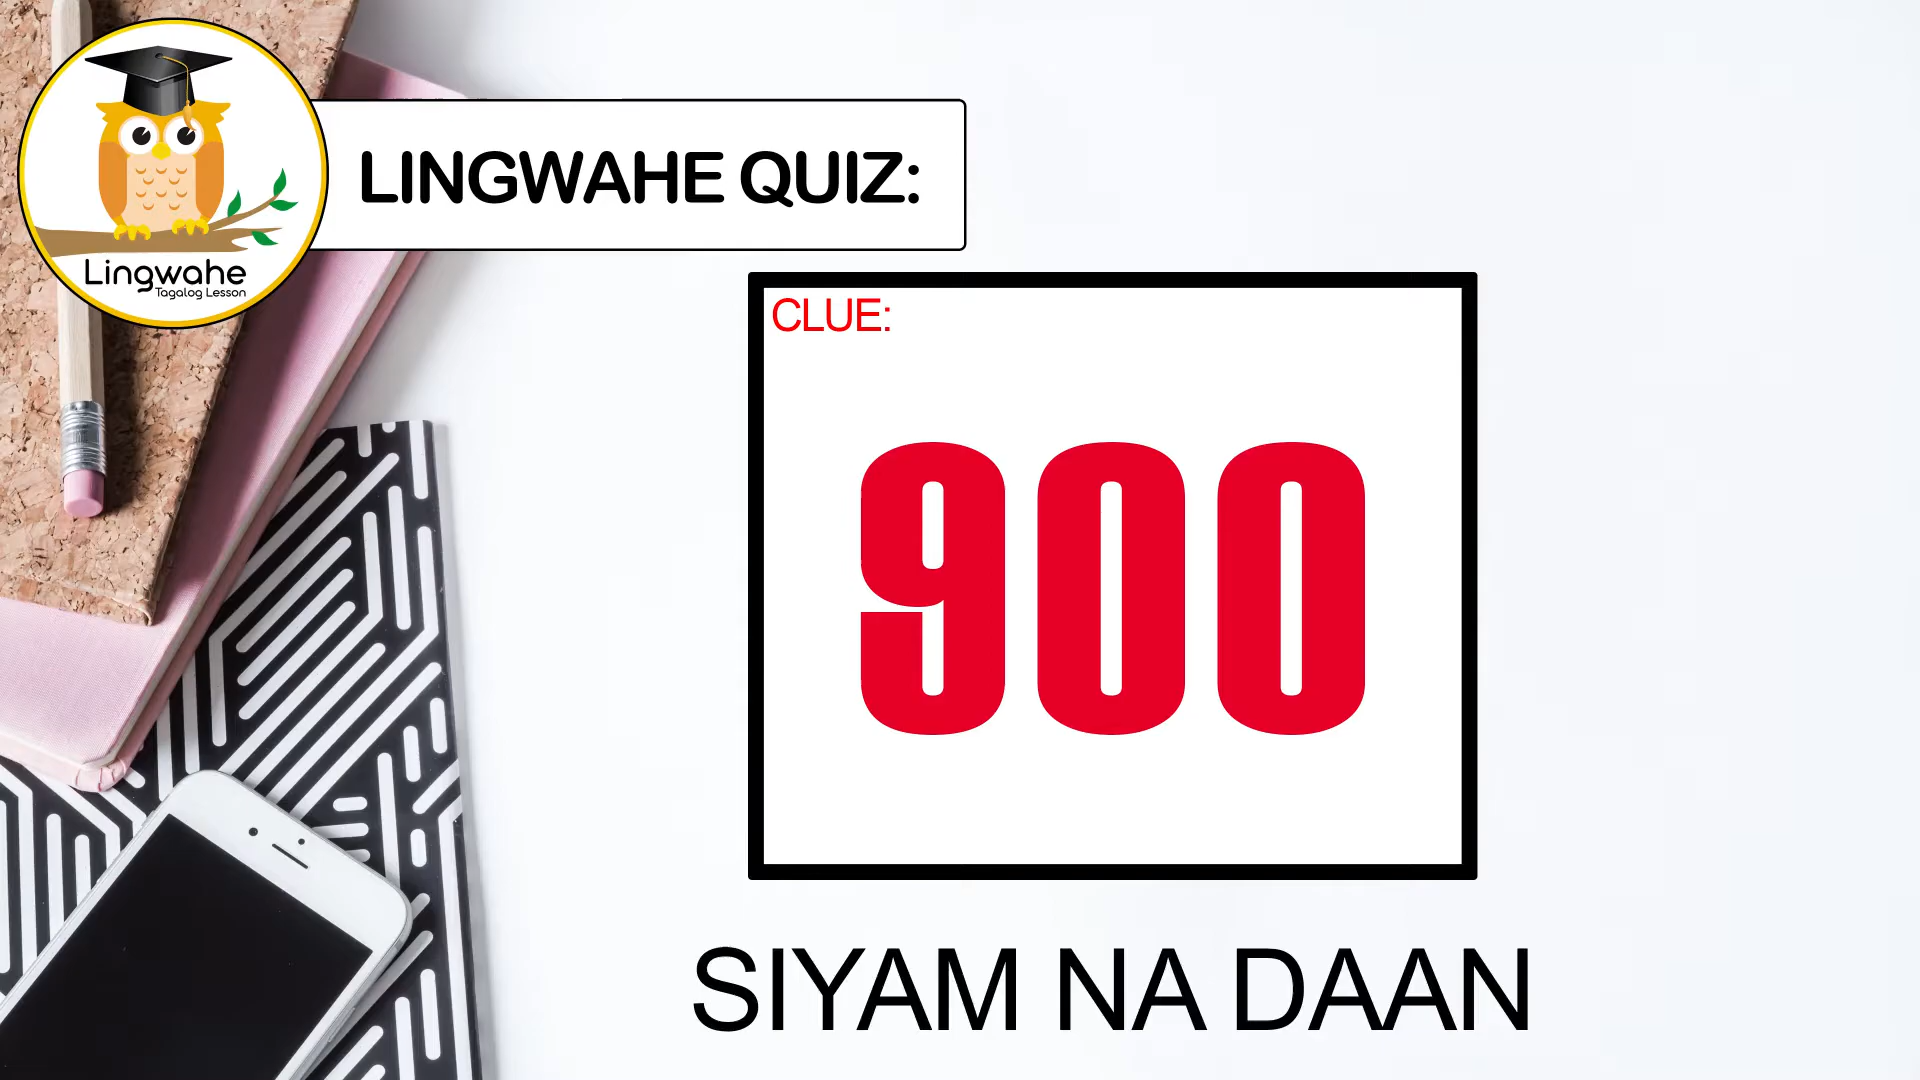 Lingwahe
Tagalog Lesson
LINGWAHE QUIZ:
CLUE:
900
SIYAM NA DAAN